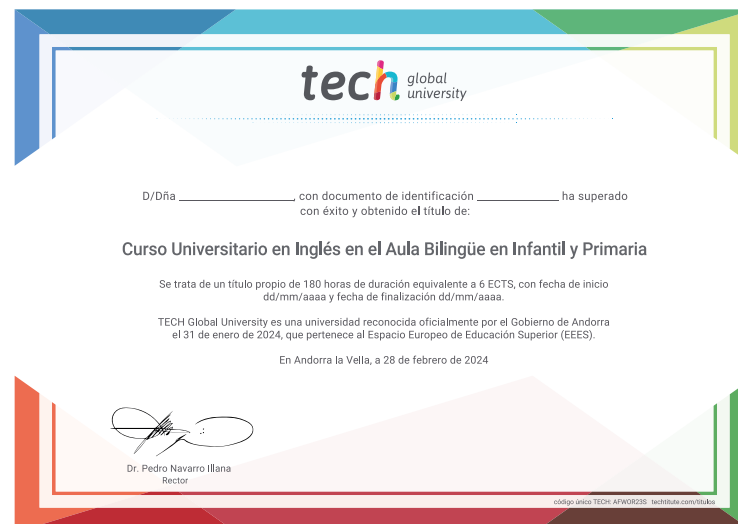 tech global
university
D/Dña ____________________, con documento de identificación ______________ ha superado
con éxito y obtenido el título de:
Curso Universitario en Inglés en el Aula Bilingüe en Infantil y Primaria
Se trata de un título propio de 180 horas de duración equivalente a 6 ECTS, con fecha de inicio
dd/mm/aaaa y fecha de finalización dd/mm/aaaa.
TECH Global University es una universidad reconocida oficialmente por el Gobierno de Andorra
el 31 de enero de 2024, que pertenece al Espacio Europeo de Educación Superior (EEES).
En Andorra la Vella, a 28 de febrero de 2024
Dr. Pedro Navarro Illana
Rector
código único TECH: AFWOR23S techtitute.com/titulos